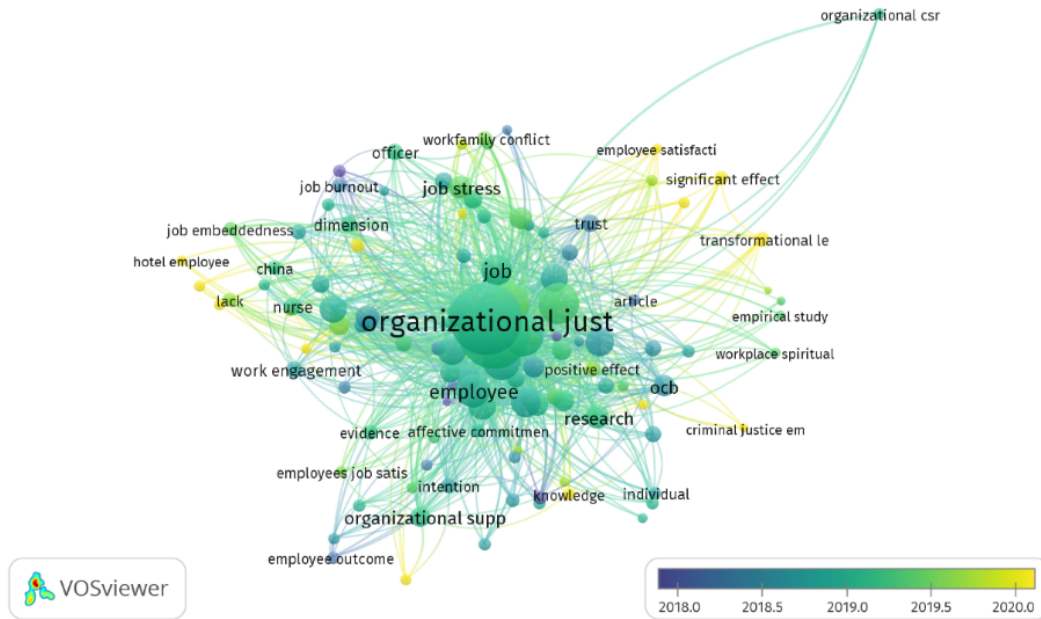 organizational csr
workfamily conflict
officer
employee satisfacti
job burnout
job stress
significant effect
dimension
trust
job embeddedness
transformational le
hotel employee
china
job
lack
nurse
article
organizational just
empirical study
workplace spiritual
work engagement
positive effect
employee
ocb
research
evidence
affective commitmen
criminal justice em
employees job satis
intention
knowledge
individual
organizational supp
employee outcome
VOSviewer
2018.0 2018.5 2019.0 2019.5 2020.0